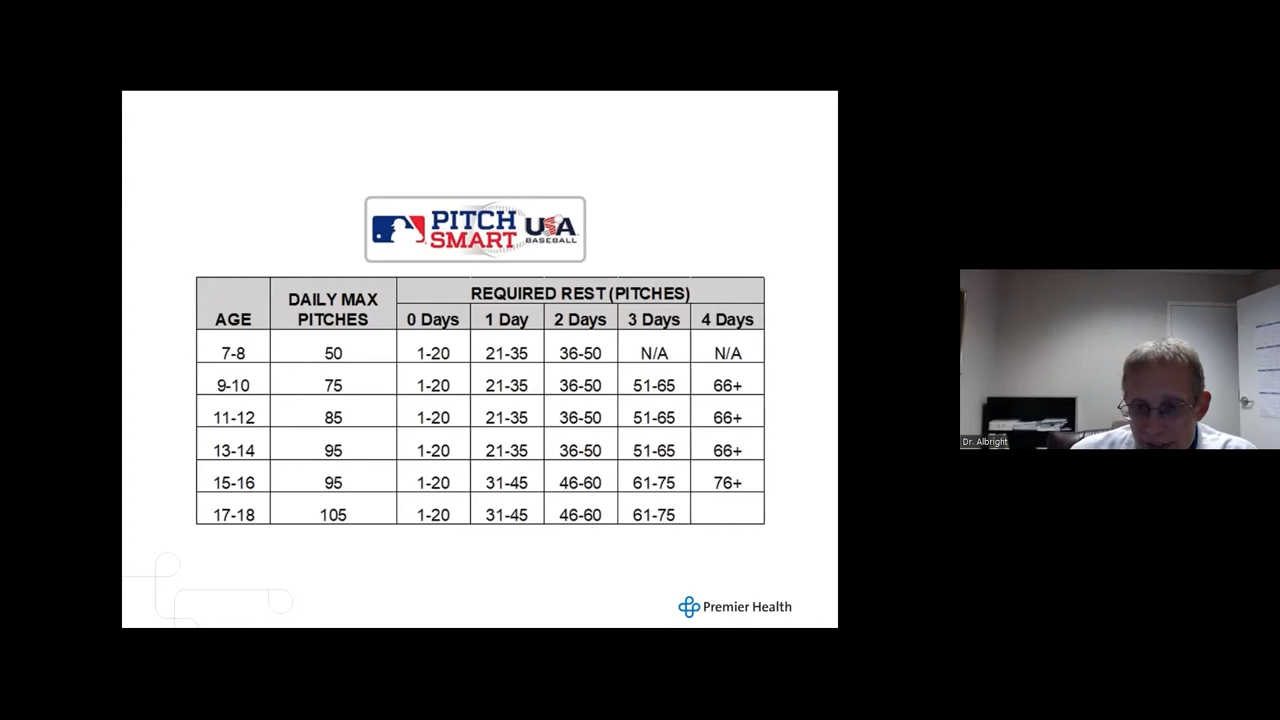 PITCH
SMART
USA
BASEBALL
AGE DAILY MAX PITCHES REQUIRED REST (PITCHES)
0 Days 1 Day 2 Days 3 Days 4 Days
7-8 50 1-20 21-35 36-50 N/A N/A
9-10 75 1-20 21-35 36-50 51-65 66+
11-12 85 1-20 21-35 36-50 51-65 66+
13-14 95 1-20 21-35 36-50 51-65 66+
15-16 95 1-20 31-45 46-60 61-75 76+
17-18 105 1-20 31-45 46-60 61-75
Premier Health
Dr. Albright